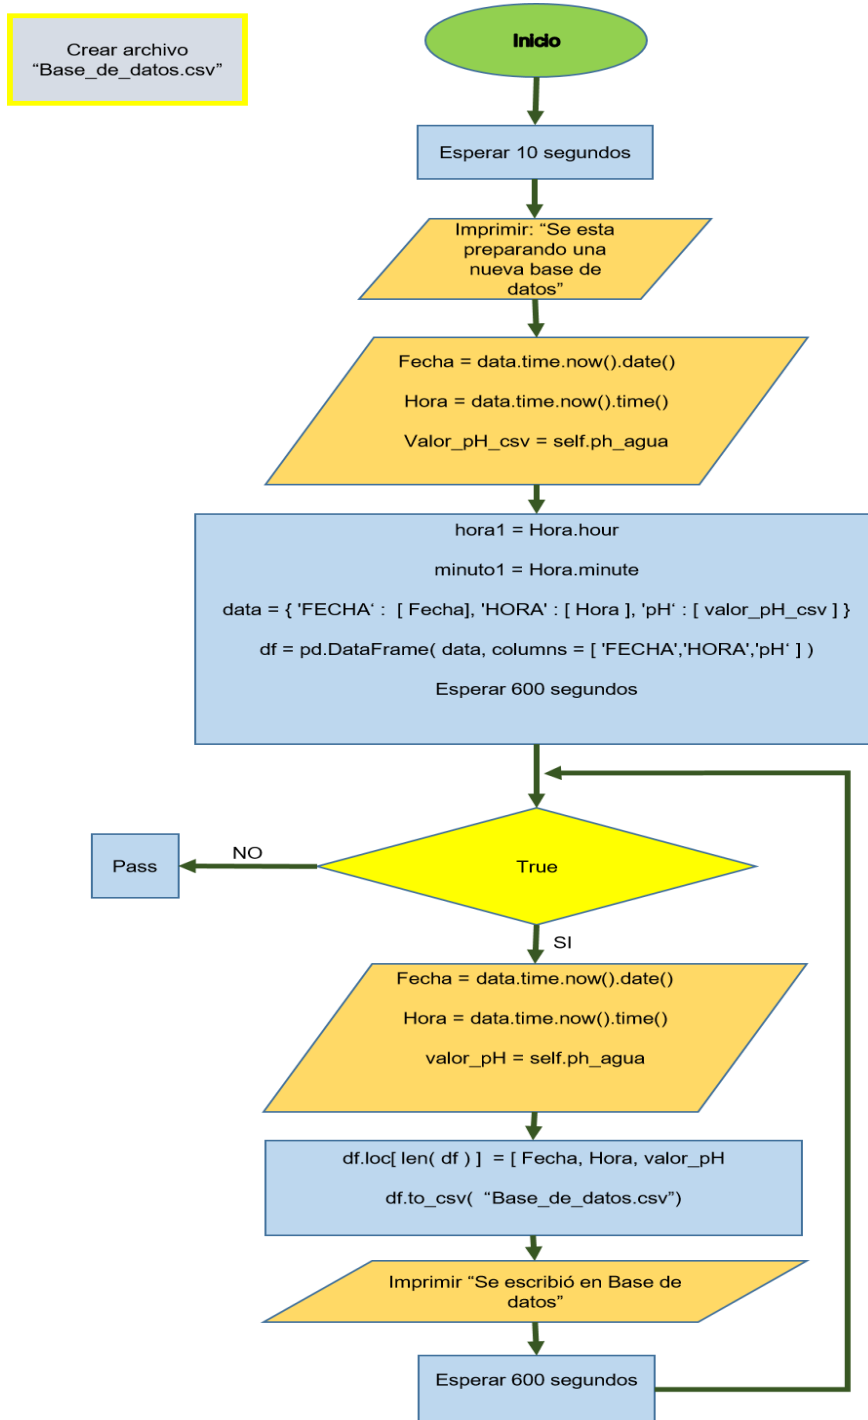 Crear archivo
“Base_de_datos.csv”
Inicio
Esperar 10 segundos
Imprimir: “Se esta
preparando una
nueva base de
datos”
Fecha = data.time.now().date()
Hora = data.time.now().time()
Valor_pH_csv = self.ph_agua
hora1 = Hora.hour
minuto1 = Hora.minute
data = { 'FECHA‘ :  [ Fecha], 'HORA' : [ Hora ], 'pH‘ : [ valor_pH_csv ] }
df = pd.DataFrame( data, columns = [ 'FECHA','HORA','pH‘ ] )
Esperar 600 segundos
True
NO
Pass
SI
Fecha = data.time.now().date()
Hora = data.time.now().time()
valor_pH = self.ph_agua
df.loc[ len( df ) ]  = [ Fecha, Hora, valor_pH
df.to_csv(  “Base_de_datos.csv”)
Imprimir “Se escribió en Base de
datos”
Esperar 600 segundos